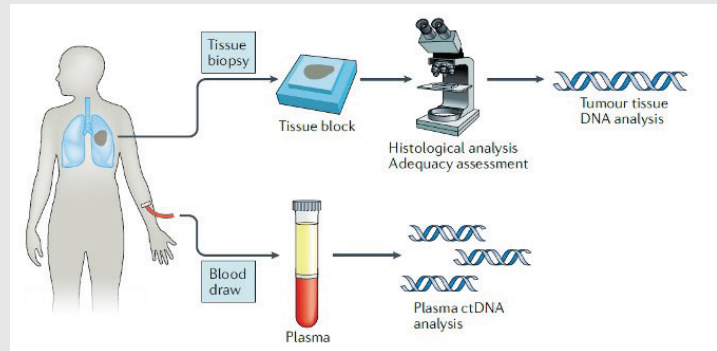 Tissue
biopsy
Tissue block
Histological analysis
Adequacy assessment
Tumour tissue
DNA analysis
Blood
draw
Plasma
Plasma ctDNA
analysis